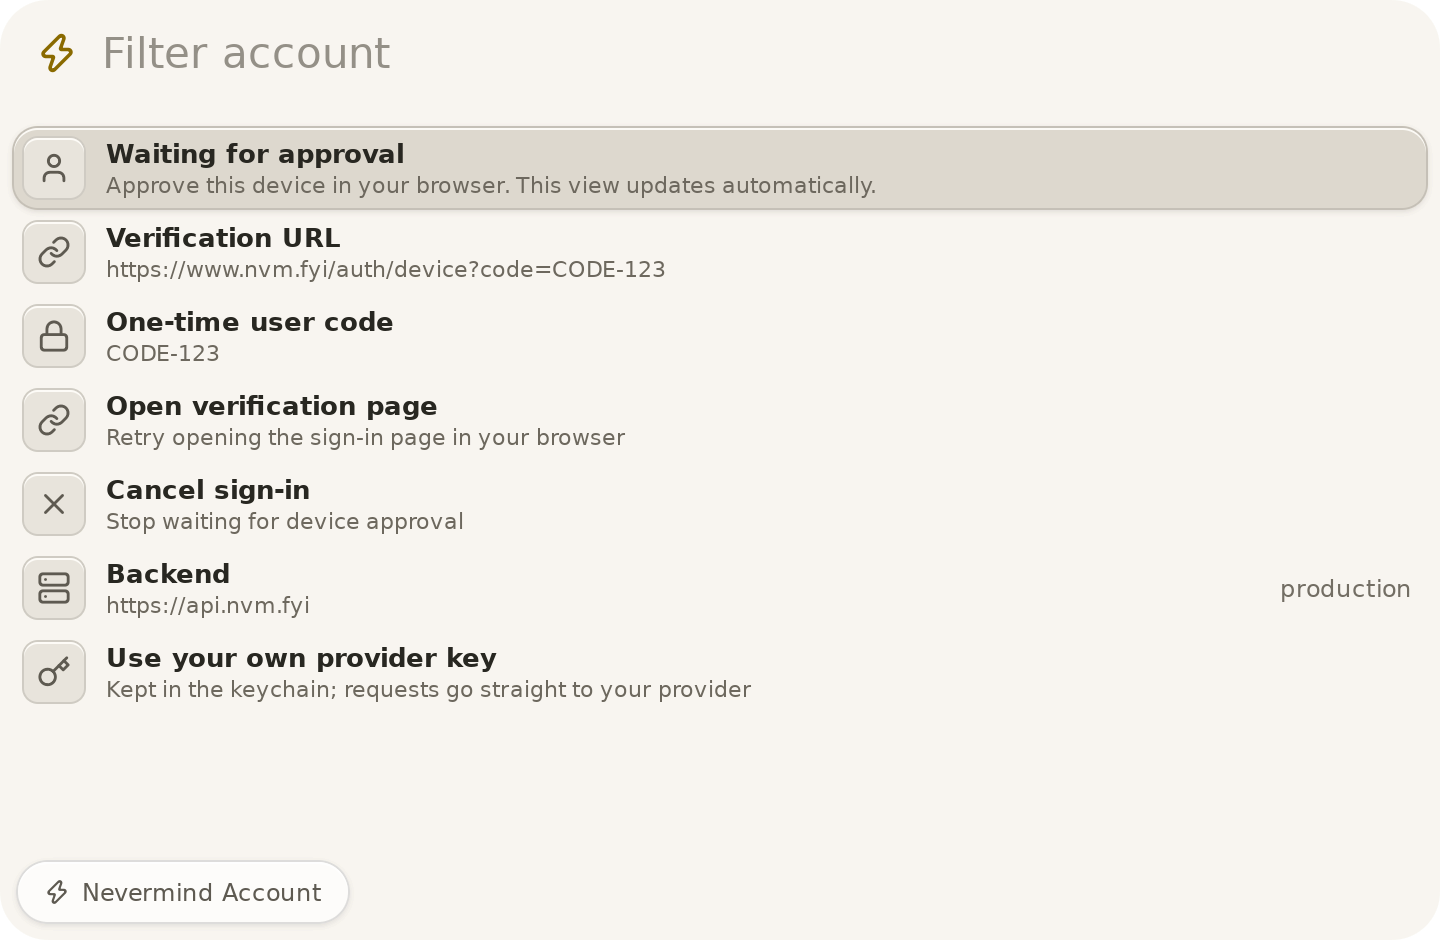 Filter account
Waiting for approval
Approve this device in your browser. This view updates automatically.
Verification URL
https://www.nvm.fyi/auth/device?code=CODE-123
One-time user code
CODE-123
Open verification page
Retry opening the sign-in page in your browser
Cancel sign-in
Stop waiting for device approval
Backend
https://api.nvm.fyi
production
Use your own provider key
Kept in the keychain; requests go straight to your provider
Nevermind Account